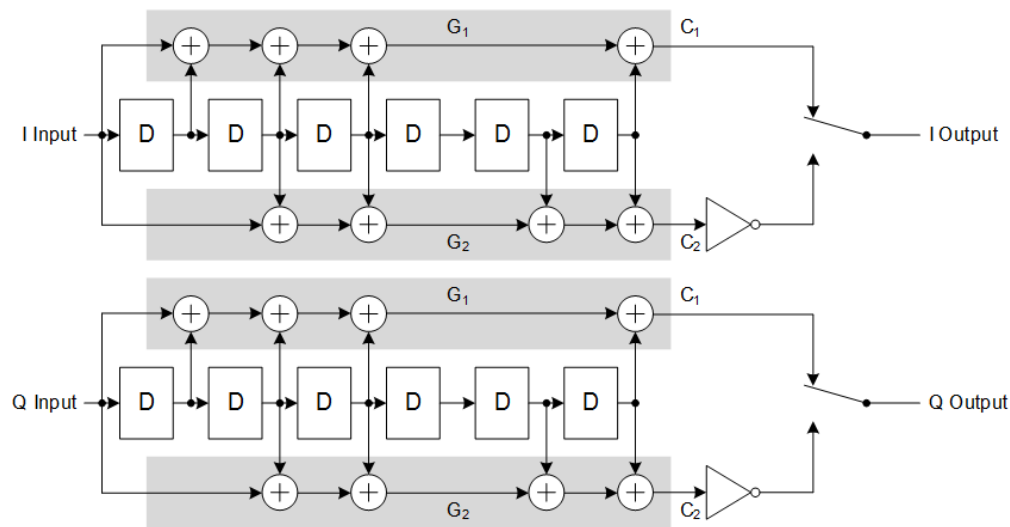 G₁ C₁
I Input D D D D D D I Output
G₂ C₂
G₁ C₁
Q Input D D D D D D Q Output
G₂ C₂